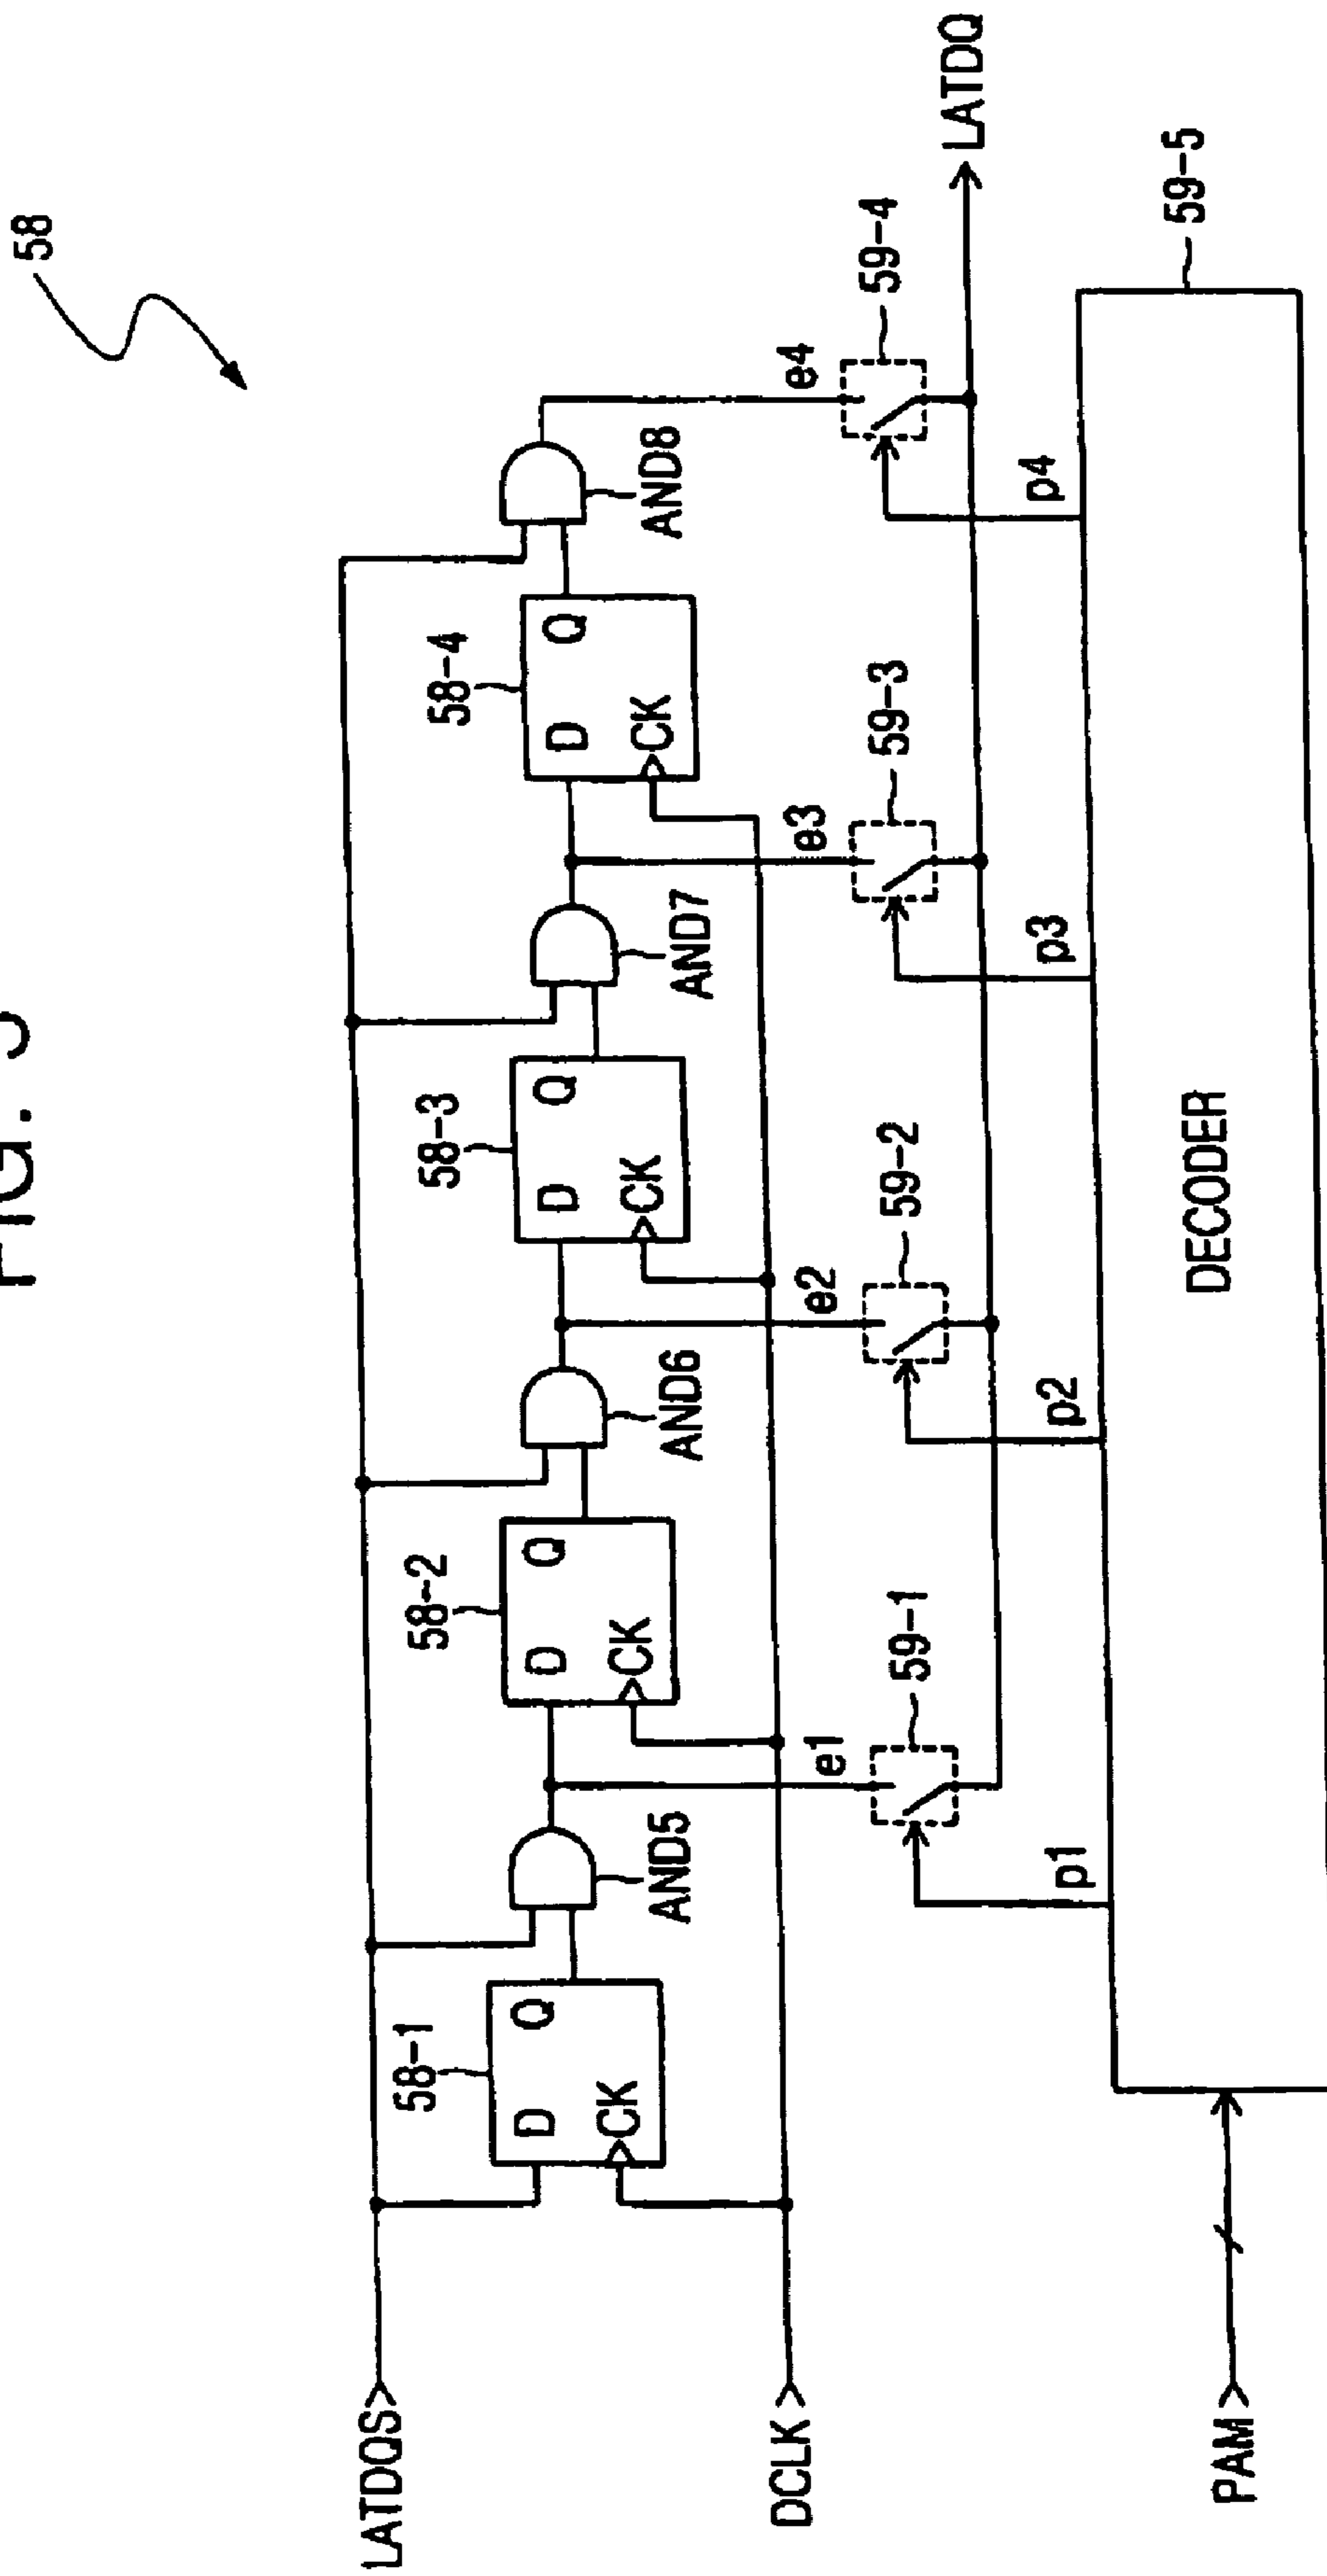 FIG.
58
LATDQS
58-1
D
Q
CK
AND5
58-2
D
Q
CK
AND6
58-3
D
Q
CK
AND7
58-4
D
Q
CK
AND8
DCLK
e1
59-1
e2
59-2
e3
59-3
e4
59-4
LATDQ
p1
p2
p3
p4
PAM
DECODER
59-5